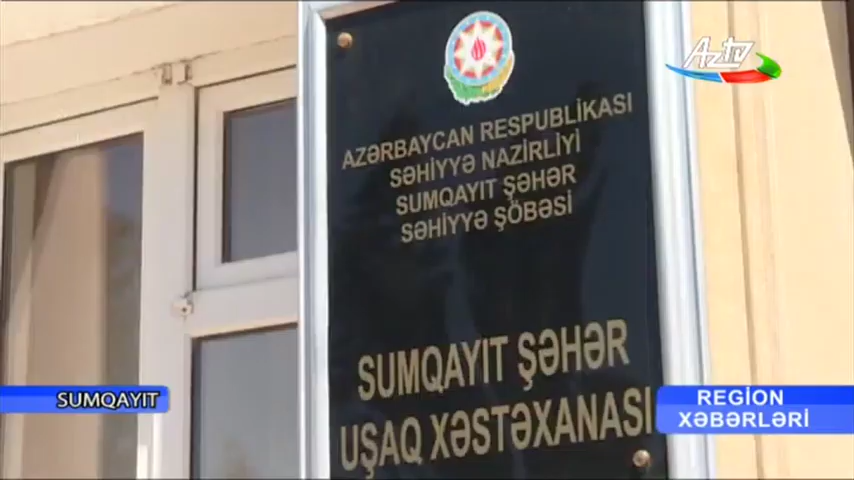 AZTV
AZƏRBAYCAN RESPUBLİKASI
SƏHİYYƏ NAZİRLİYİ
SUMQAYIT ŞƏHƏR
SƏHİYYƏ ŞÖBƏSİ
SUMQAYIT ŞƏHƏR
UŞAQ XƏSTƏXANASI
SUMQAYIT
REGİON
XƏBƏRLƏRİ